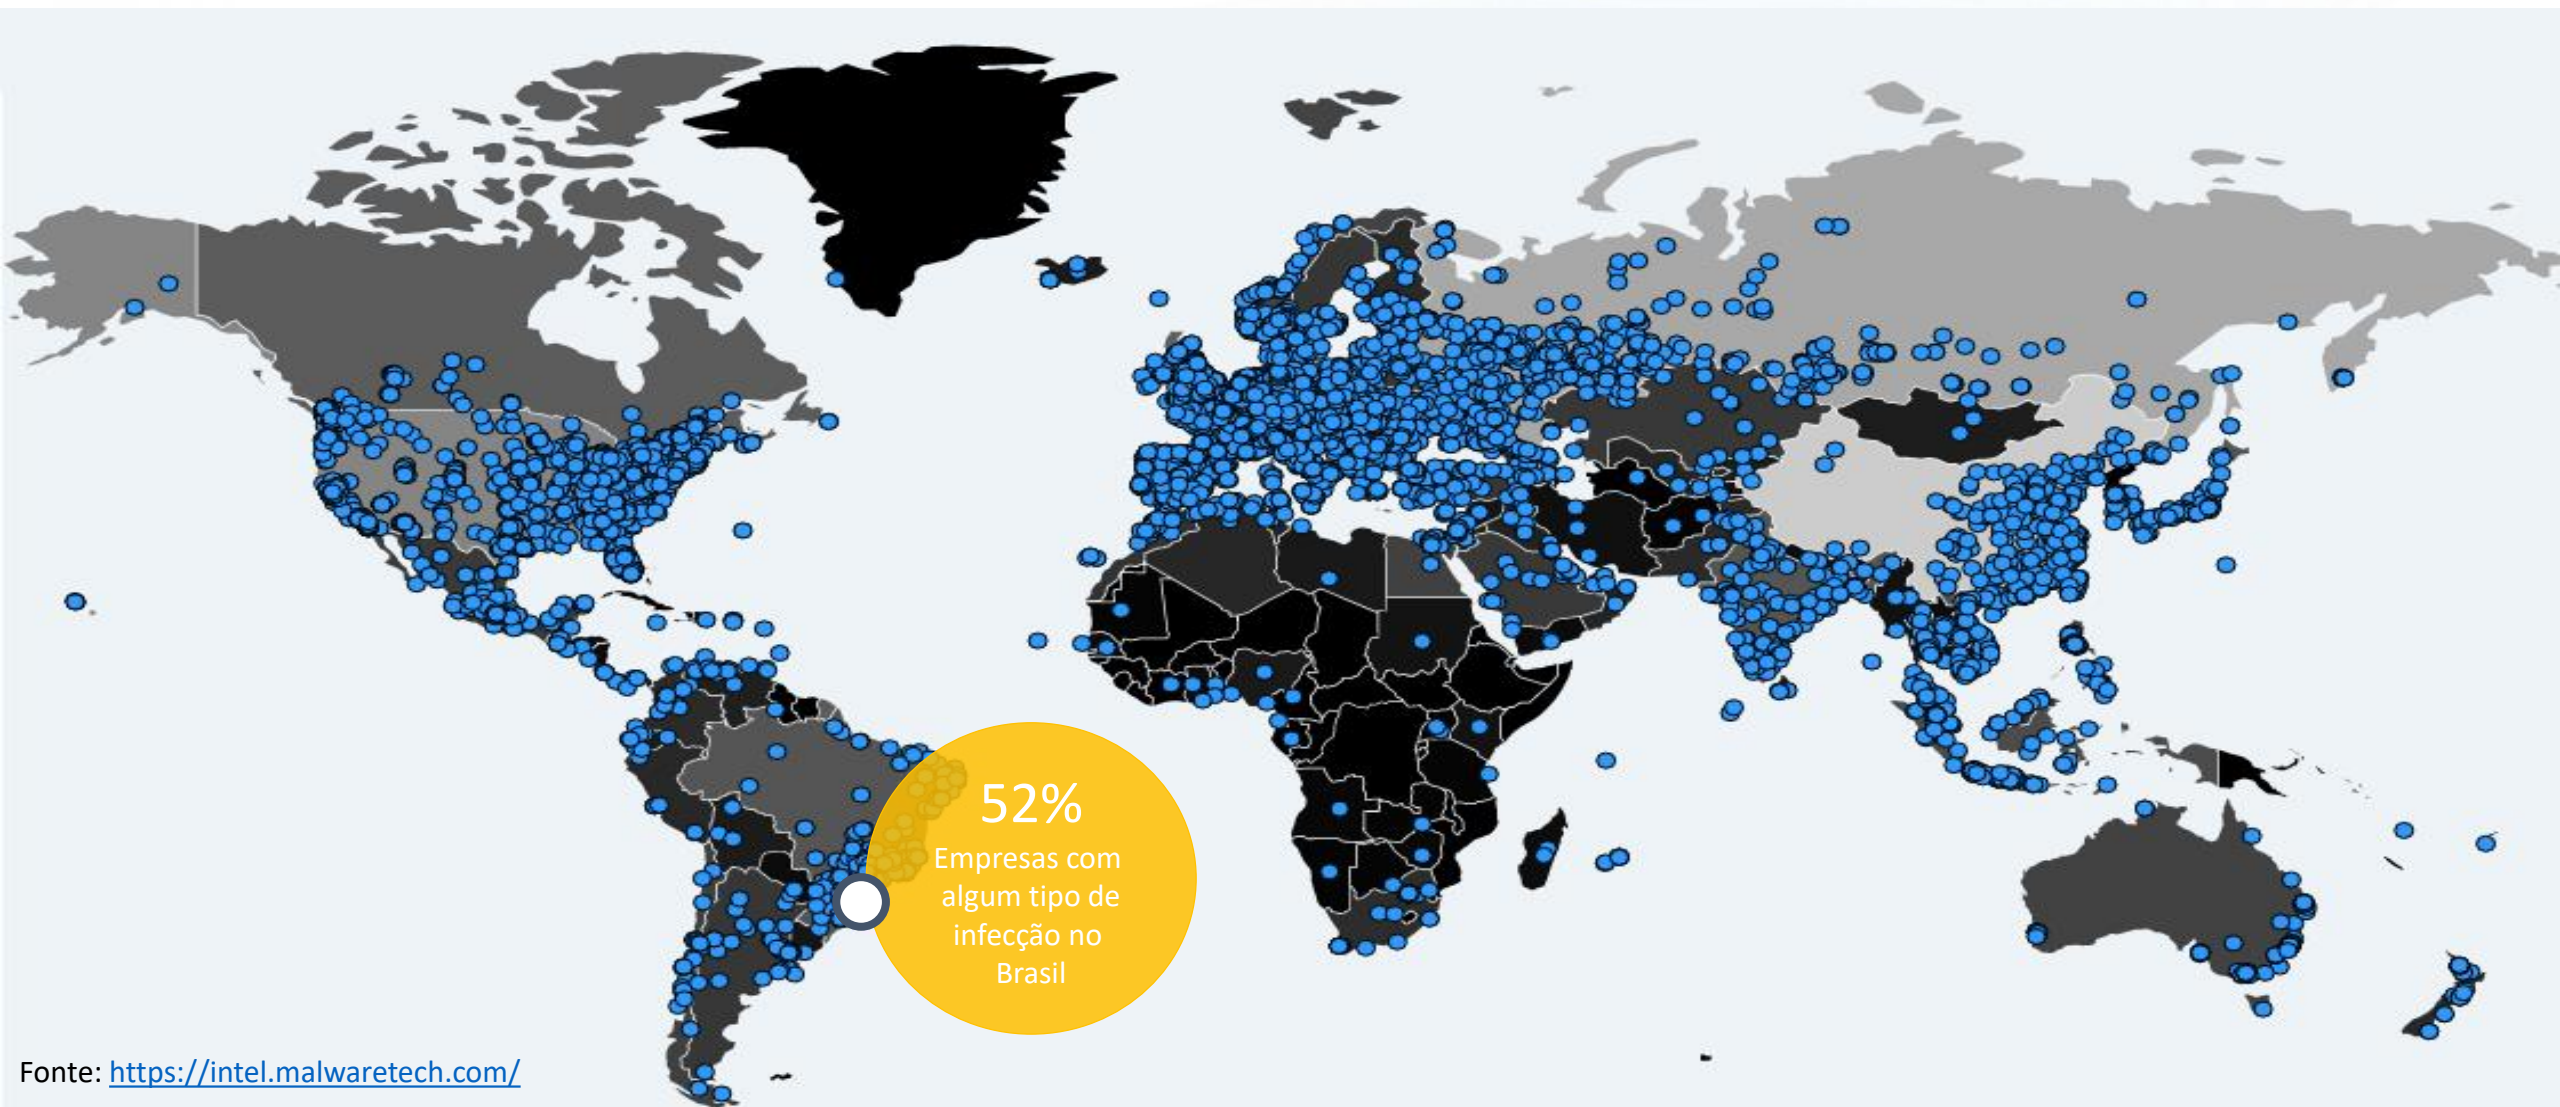 52%
Empresas com
algum tipo de
infecção no
Brasil
Fonte: https://intel.malwaretech.com/